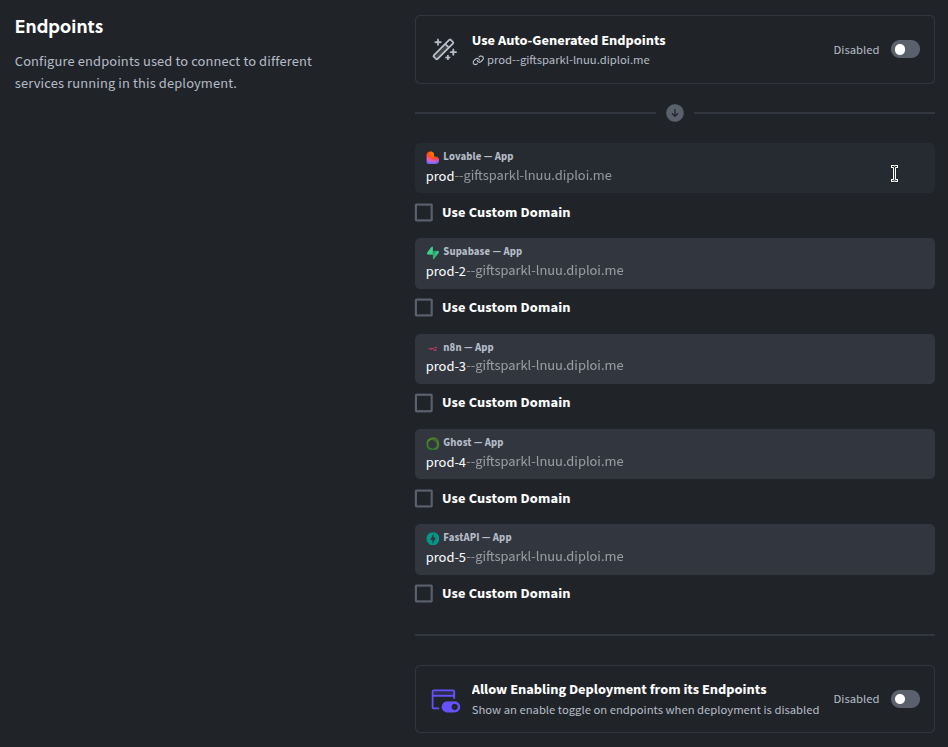 Endpoints
Configure endpoints used to connect to different
services running in this deployment.
Use Auto-Generated Endpoints
prod--giftsparkl-lnuu.diploi.me
Disabled
Lovable — App
prod--giftsparkl-lnuu.diploi.me
Use Custom Domain
Supabase — App
prod-2--giftsparkl-lnuu.diploi.me
Use Custom Domain
n8n — App
prod-3--giftsparkl-lnuu.diploi.me
Use Custom Domain
Ghost — App
prod-4--giftsparkl-lnuu.diploi.me
Use Custom Domain
FastAPI — App
prod-5--giftsparkl-lnuu.diploi.me
Use Custom Domain
Allow Enabling Deployment from its Endpoints
Show an enable toggle on endpoints when deployment is disabled
Disabled